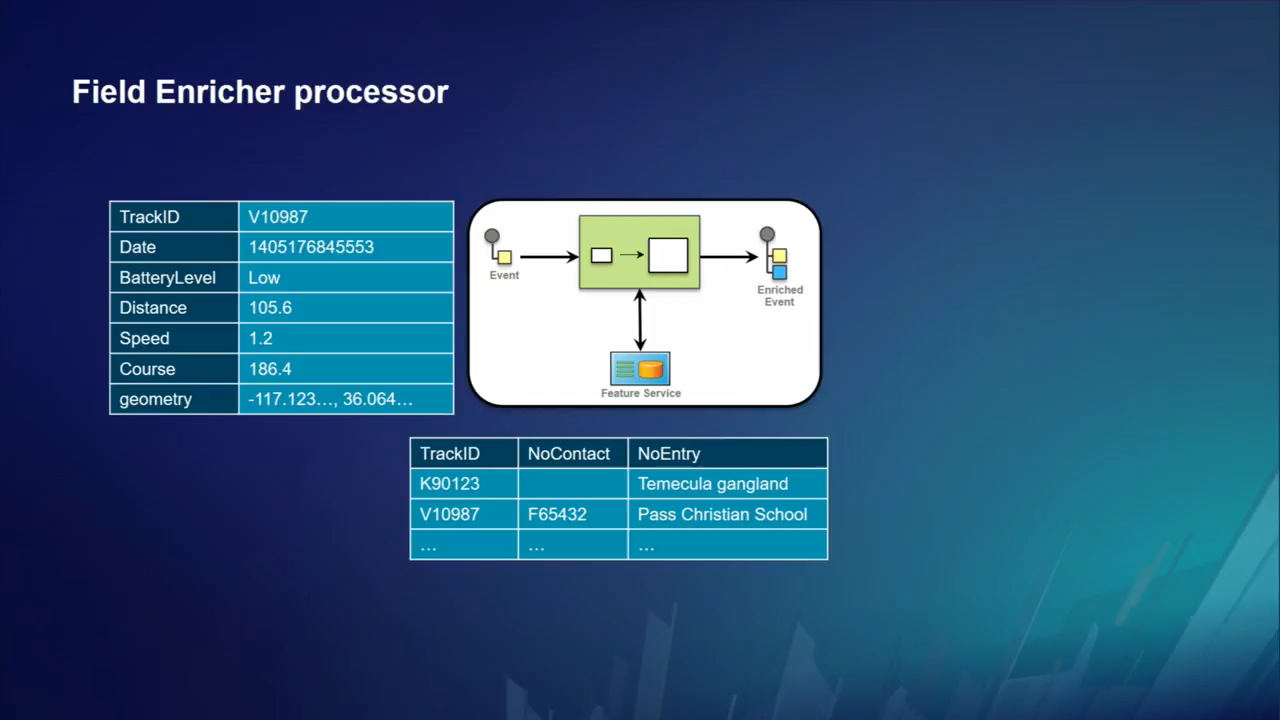 Field Enricher processor
TrackID V10987
Date 1405176845553
BatteryLevel Low
Distance 105.6
Speed 1.2
Course 186.4
geometry -117.123…, 36.064…
Event
Enriched
Event
Feature Service
TrackID NoContact NoEntry
K90123 Temecula gangland
V10987 F65432 Pass Christian School
… … …